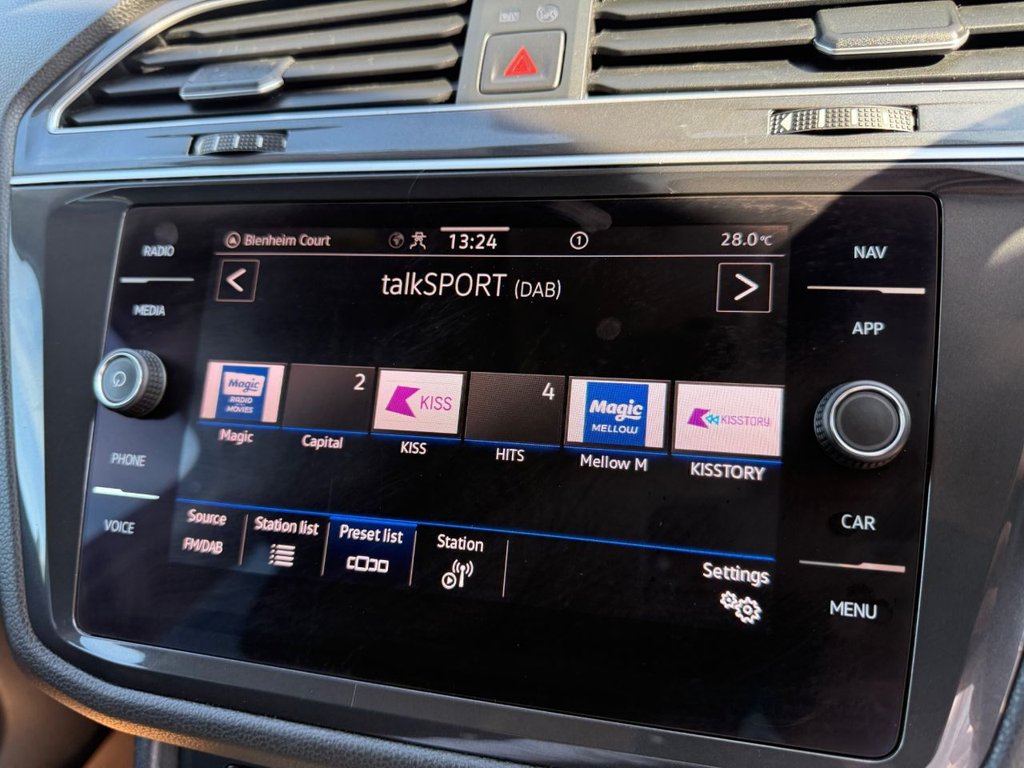 Blenheim Court 13:24 1 28.0°C
< talkSPORT (DAB) >
RADIO
MEDIA
NAV
APP
Magic RADIO MOVIES
2
KISS
4
Magic MELLOW
KISSTORY
Magic Capital KISS HITS Mellow M KISSTORY
PHONE
VOICE
CAR
MENU
Source FM/DAB
Station list
Preset list
Station
Settings